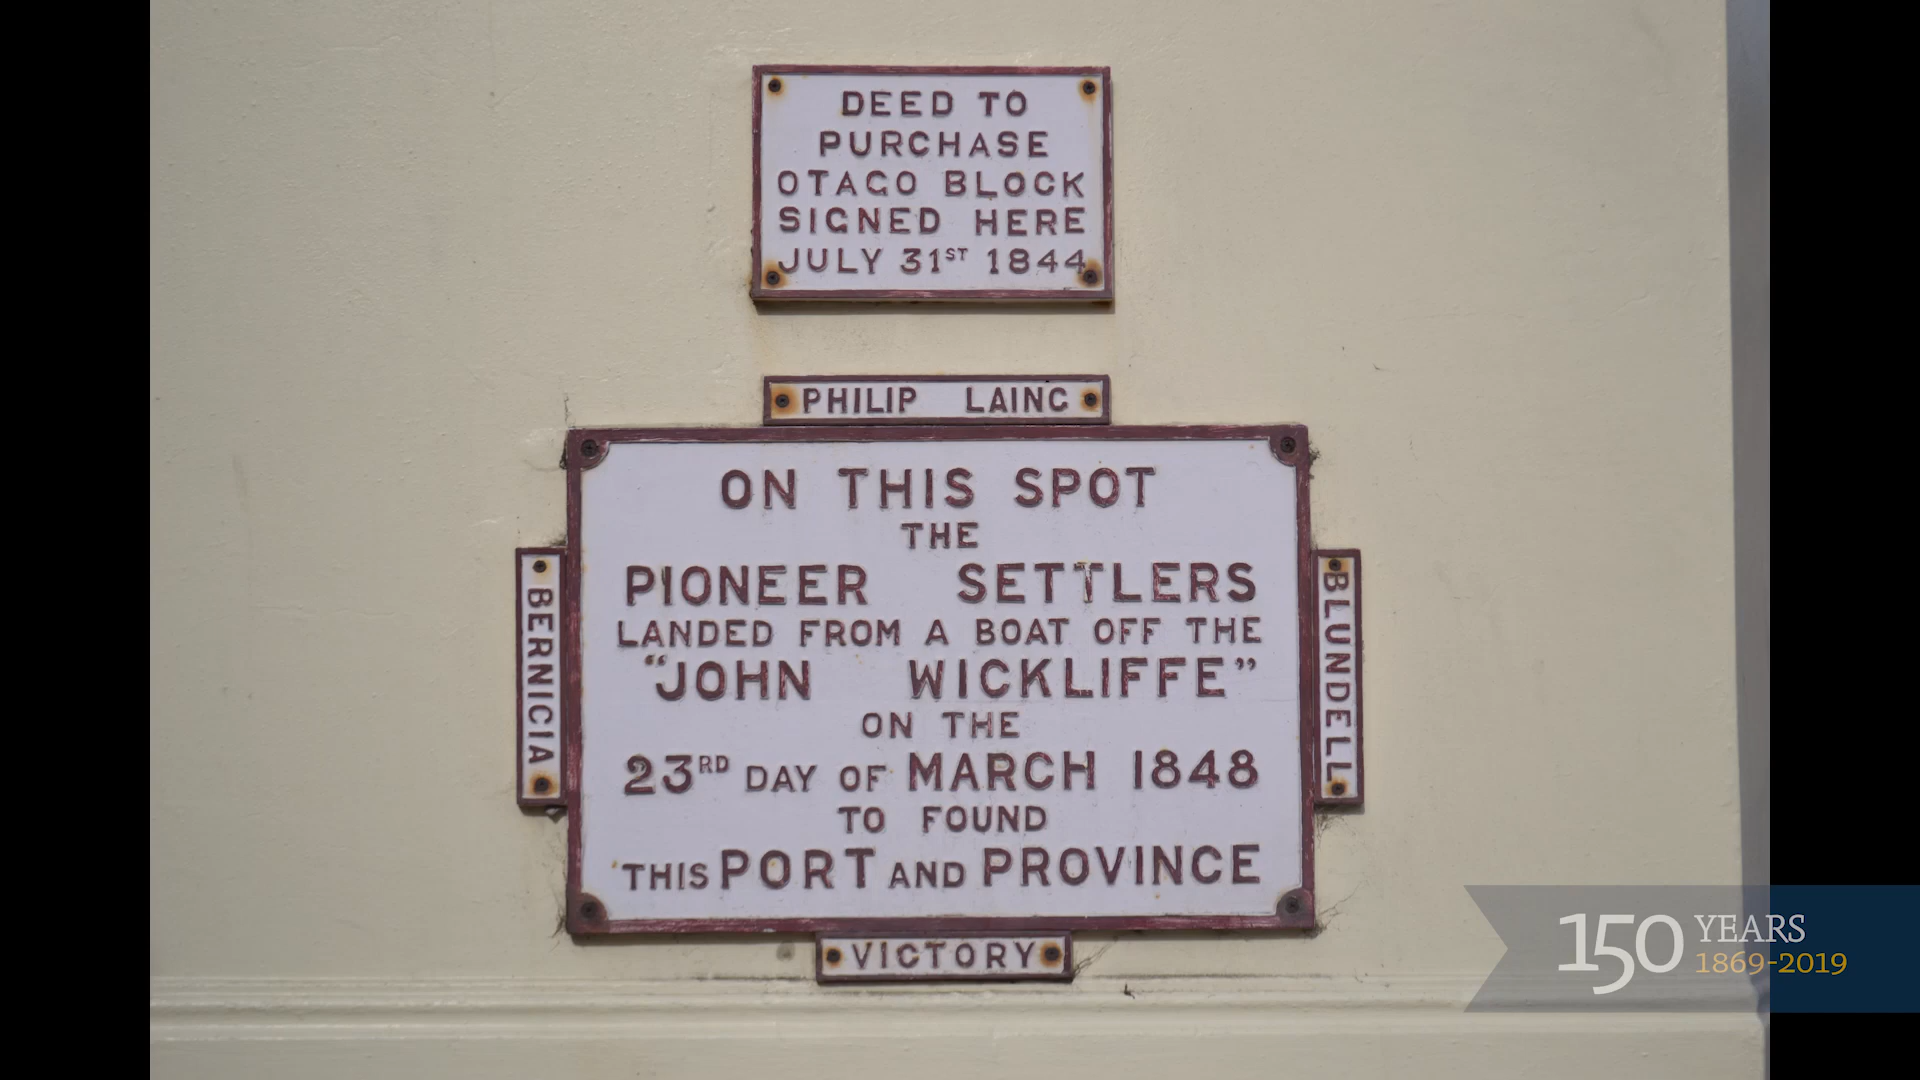 DEED TO
PURCHASE
OTAGO BLOCK
SIGNED HERE
JULY 31ST 1844
PHILIP LAING
ON THIS SPOT
THE
PIONEER SETTLERS
LANDED FROM A BOAT OFF THE
"JOHN WICKLIFFE"
ON THE
23RD DAY OF MARCH 1848
TO FOUND
THIS PORT AND PROVINCE
BERNICIA
BLUNDELL
VICTORY
150 YEARS
1869-2019